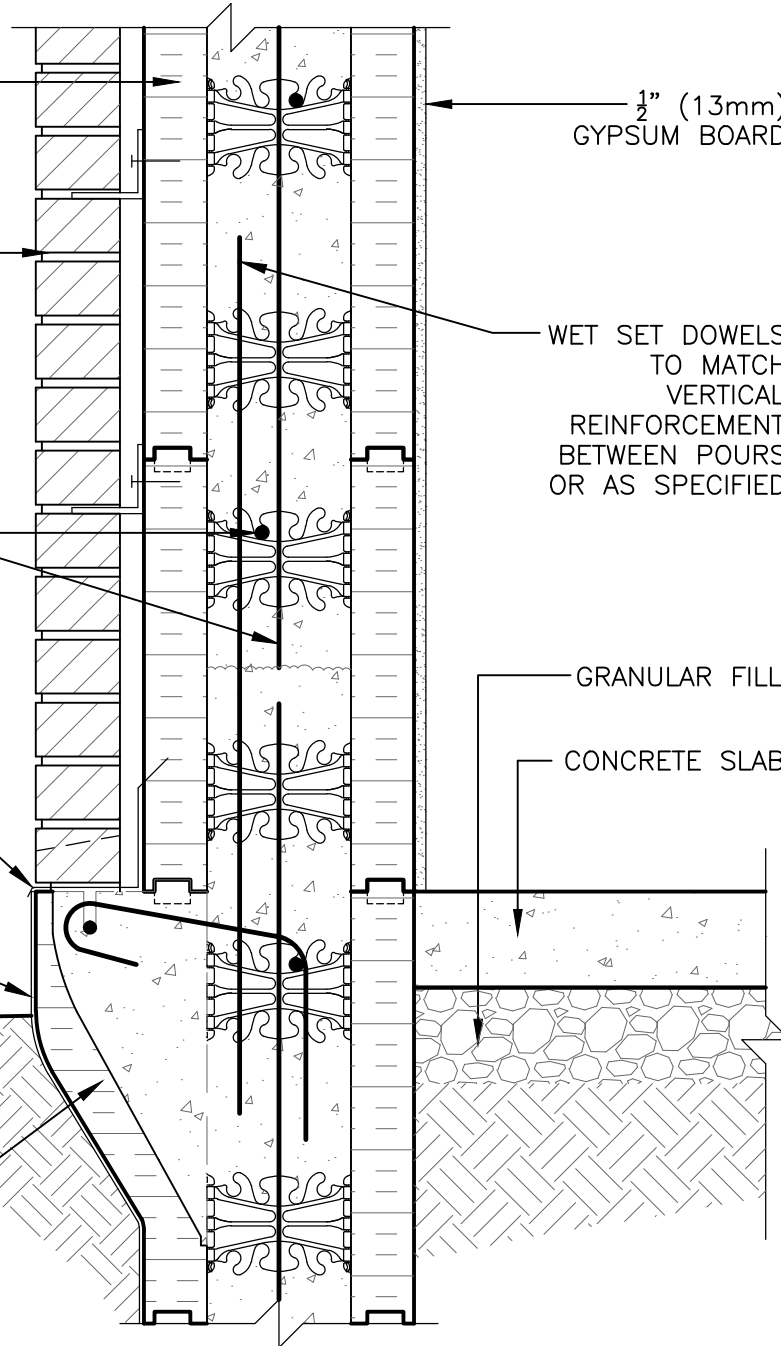 ½" (13mm)
GYPSUM BOARD
WET SET DOWELS
TO MATCH
VERTICAL
REINFORCEMENT
BETWEEN POURS
OR AS SPECIFIED
GRANULAR FILL
CONCRETE SLAB